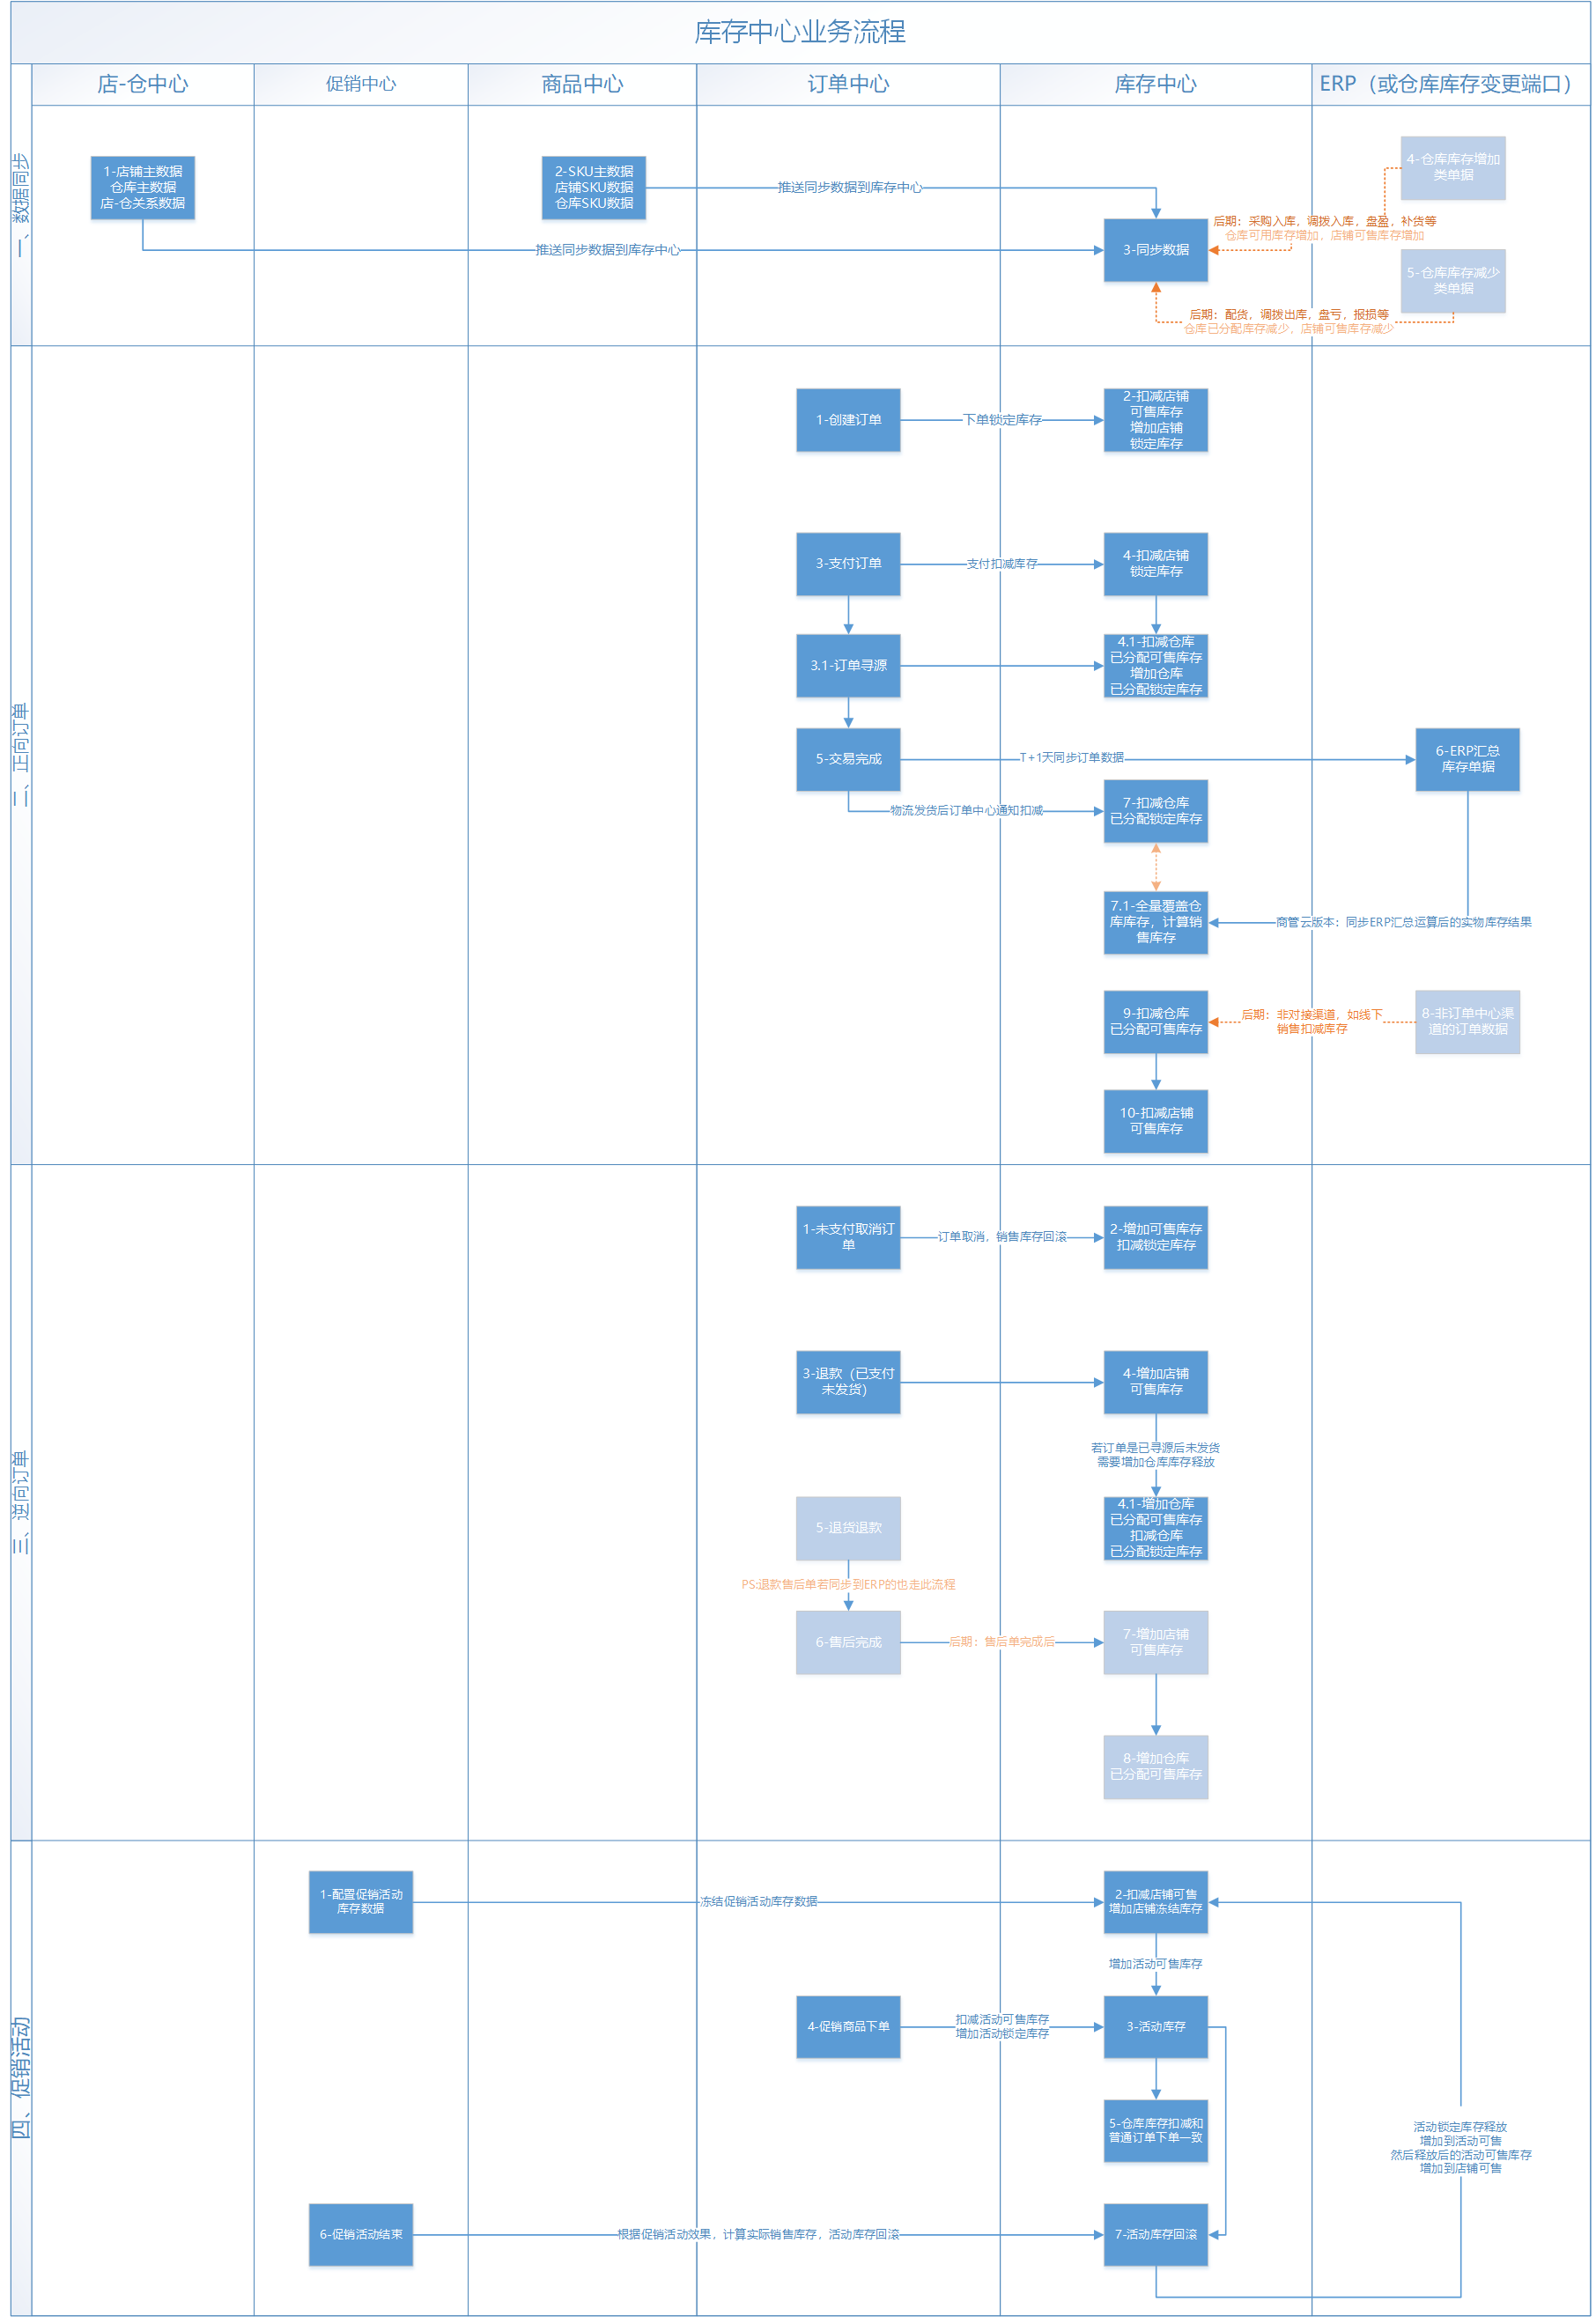 库存中心业务流程
店-仓中心
促销中心
商品中心
订单中心
库存中心
ERP（或仓库库存变更端口）
一、数据同步
1-店铺主数据
仓库主数据
店-仓关系数据
2-SKU主数据
店铺SKU数据
仓库SKU数据
推送同步数据到库存中心
推送同步数据到库存中心
3-同步数据
4-仓库库存增加
类单据
后期：采购入库，调拨入库，盘盈，补货等
仓库可用库存增加，店铺可售库存增加
5-仓库库存减少
类单据
后期：配货，调拨出库，盘亏，报损等
仓库已分配库存减少，店铺可售库存减少
二、正向订单
1-创建订单
下单锁定库存
2-扣减店铺
可售库存
增加店铺
锁定库存
3-支付订单
支付扣减库存
4-扣减店铺
锁定库存
3.1-订单寻源
4.1-扣减仓库
已分配可售库存
增加仓库
已分配锁定库存
5-交易完成
T+1天同步订单数据
6-ERP汇总
库存单据
物流发货后订单中心通知扣减
7-扣减仓库
已分配锁定库存
7.1-全量覆盖仓
库库存，计算销
售库存
商管云版本：同步ERP汇总运算后的实物库存结果
9-扣减仓库
已分配可售库存
后期：非对接渠道，如线下
销售扣减库存
8-非订单中心渠
道的订单数据
10-扣减店铺
可售库存
三、逆向订单
1-未支付取消订
单
订单取消，销售库存回滚
2-增加可售库存
扣减锁定库存
3-退款（已支付
未发货）
4-增加店铺
可售库存
若订单是已寻源后未发货
需要增加仓库库存释放
4.1-增加仓库
已分配可售库存
扣减仓库
已分配锁定库存
5-退货退款
PS:退款售后单若同步到ERP的也走此流程
6-售后完成
后期：售后单完成后
7-增加店铺
可售库存
8-增加仓库
已分配可售库存
四、促销活动
1-配置促销活动
库存数据
冻结促销活动库存数据
2-扣减店铺可售
增加店铺冻结库存
增加活动可售库存
4-促销商品下单
扣减活动可售库存
增加活动锁定库存
3-活动库存
5-仓库库存扣减和
普通订单下单一致
活动锁定库存释放
增加到活动可售
然后释放后的活动可售库存
增加到店铺可售
6-促销活动结束
根据促销活动效果，计算实际销售库存，活动库存回滚
7-活动库存回滚